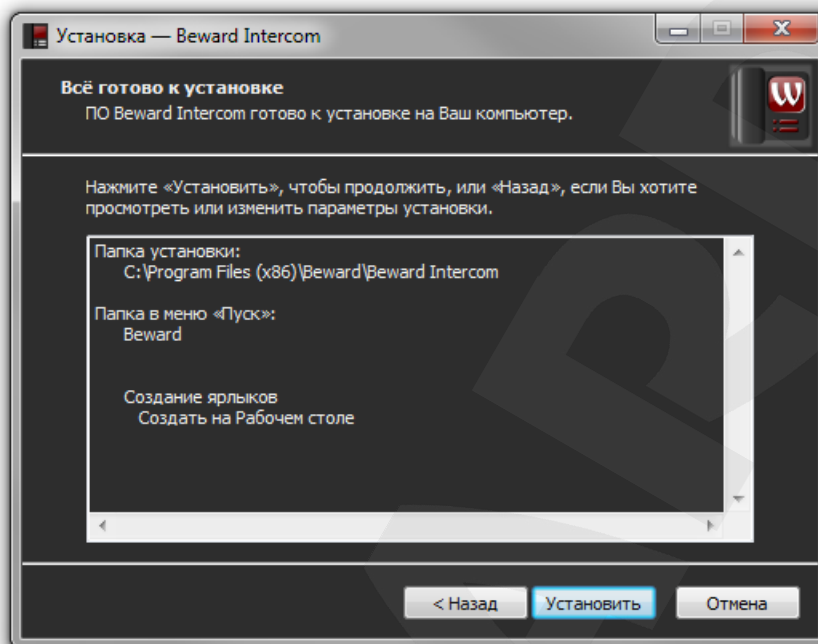 Установка — Beward Intercom
Всё готово к установке
ПО Beward Intercom готово к установке на Ваш компьютер.
W
Нажмите «Установить», чтобы продолжить, или «Назад», если Вы хотите
просмотреть или изменить параметры установки.
Папка установки:
C:\Program Files (x86)\Beward\Beward Intercom
Папка в меню «Пуск»:
Beward
Создание ярлыков
Создать на Рабочем столе
< Назад
Установить
Отмена